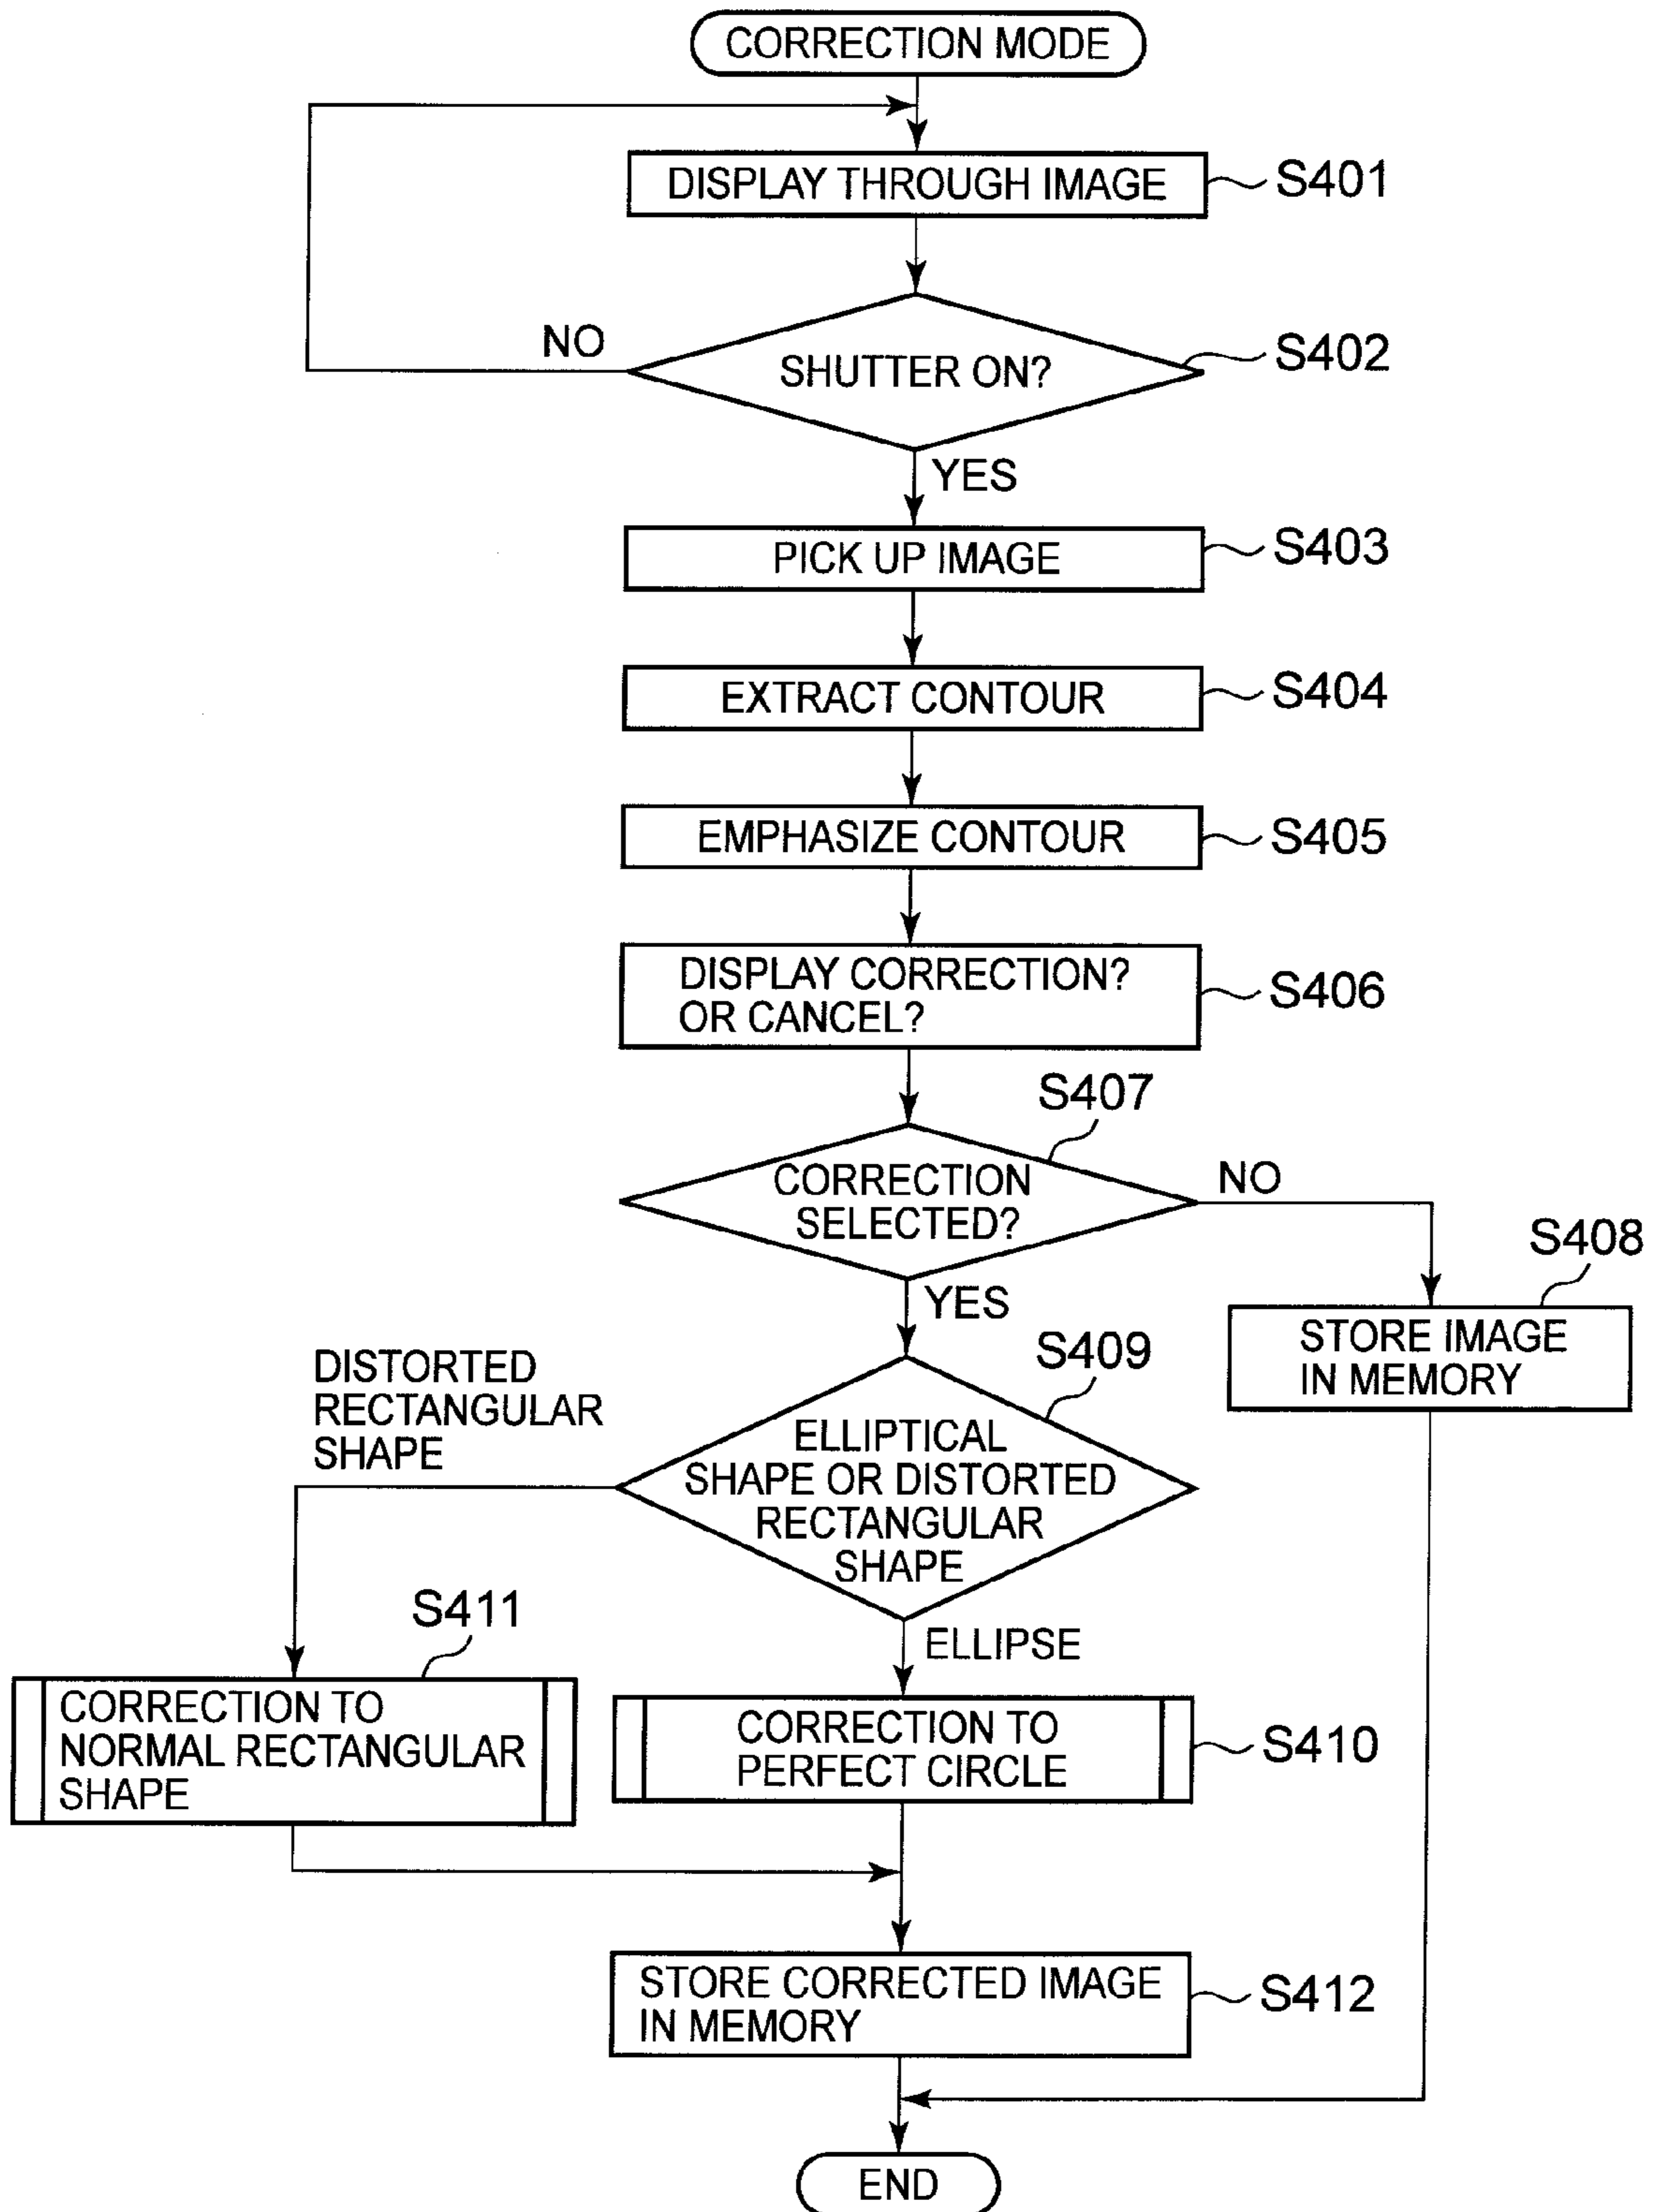 CORRECTION MODE
DISPLAY THROUGH IMAGE
S401
NO
SHUTTER ON?
S402
YES
PICK UP IMAGE
S403
EXTRACT CONTOUR
S404
EMPHASIZE CONTOUR
S405
DISPLAY CORRECTION?
OR CANCEL?
S406
S407
CORRECTION
SELECTED?
NO
S408
YES
STORE IMAGE
IN MEMORY
S409
DISTORTED
RECTANGULAR
SHAPE
ELLIPTICAL
SHAPE OR DISTORTED
RECTANGULAR
SHAPE
S411
ELLIPSE
CORRECTION TO
NORMAL RECTANGULAR
SHAPE
CORRECTION TO
PERFECT CIRCLE
S410
STORE CORRECTED IMAGE
IN MEMORY
S412
END